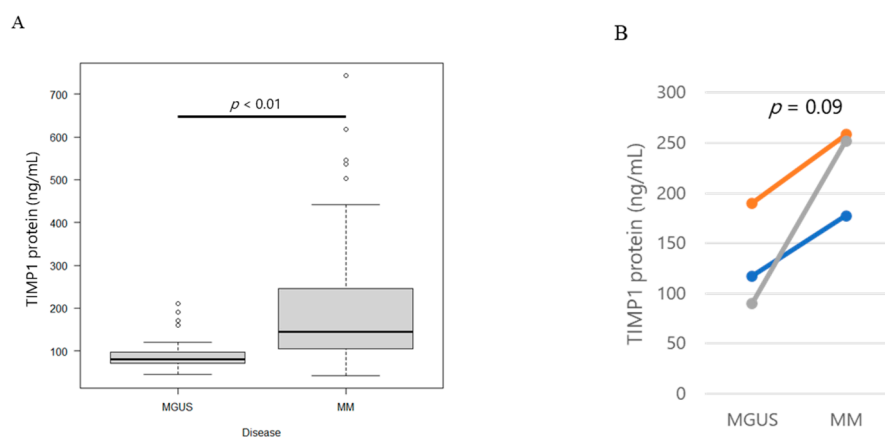 A
TIMP1 protein (ng/mL)
700
600
500
400
300
200
100
p < 0.01
MGUS
MM
Disease
B
TIMP1 protein (ng/mL)
300
250
200
150
100
50
0
p = 0.09
MGUS
MM